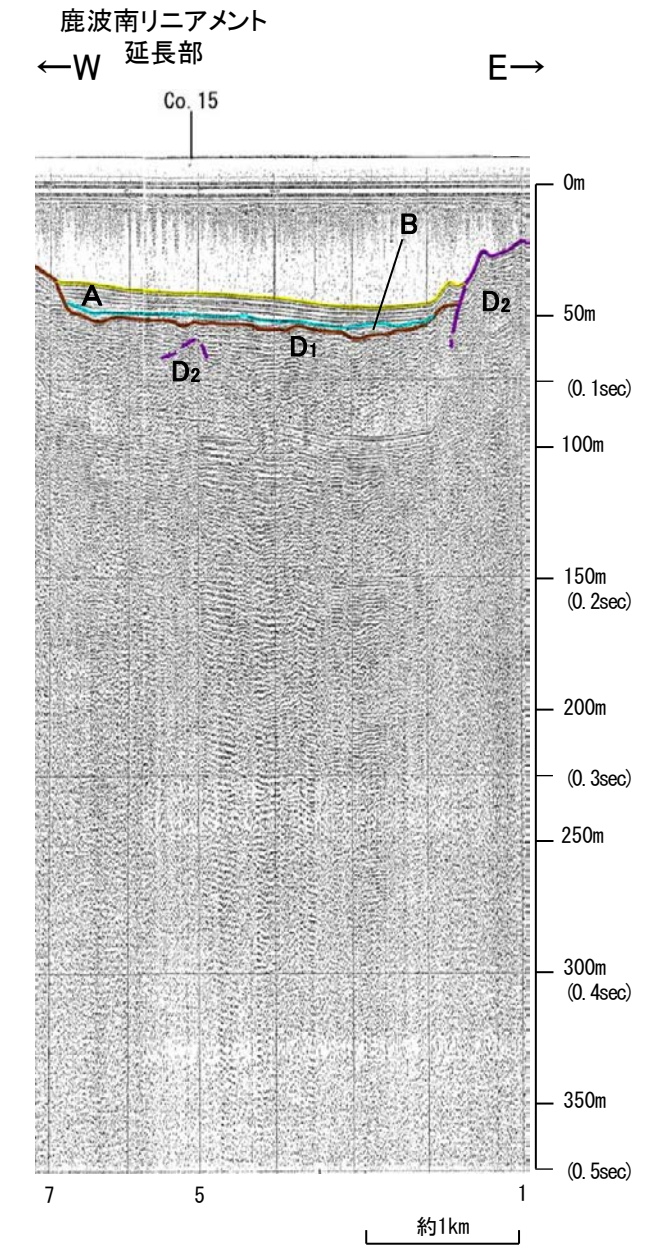 鹿波南リニアメント
延長部
←W
E→
Co. 15
0m
B
A
D₂
50m
D₁
D₂
(0.1sec)
100m
150m
(0.2sec)
200m
(0.3sec)
250m
300m
(0.4sec)
350m
(0.5sec)
7 5 1
約1km